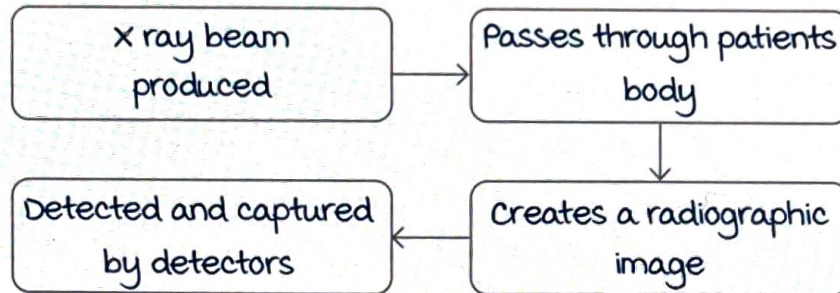 X ray beam
produced
Passes through patients
body
Creates a radiographic
image
Detected and captured
by detectors